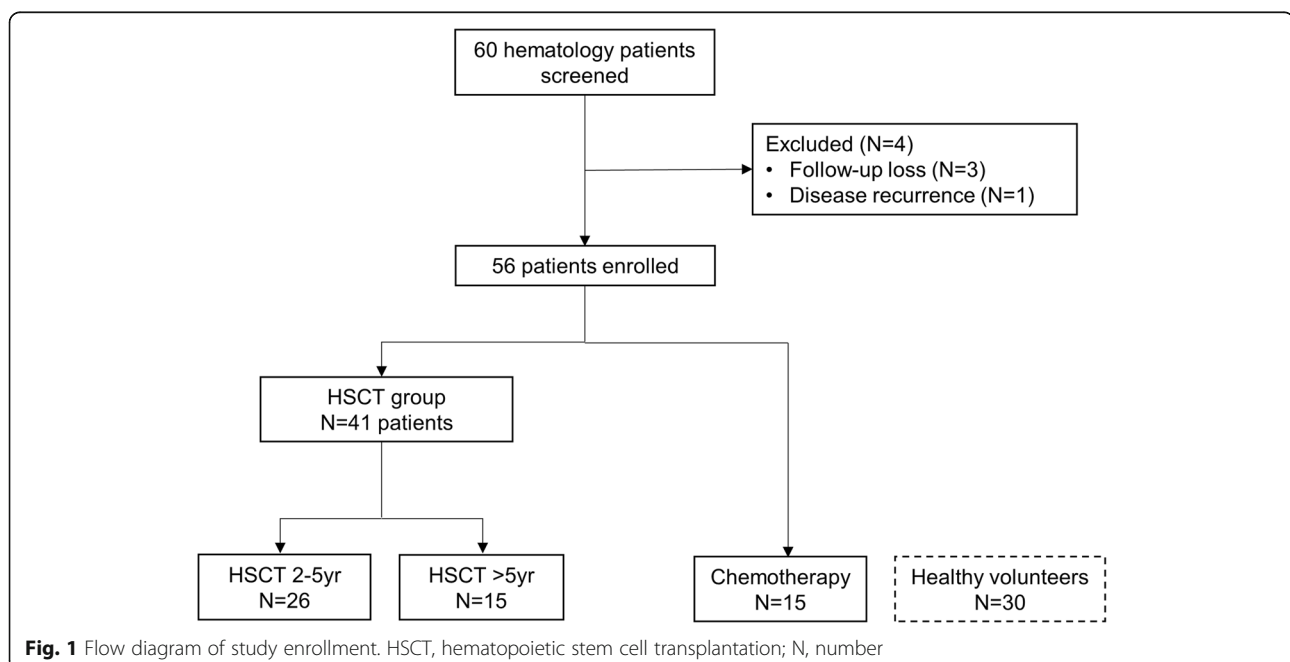 60 hematology patients
screened
Excluded (N=4)
• Follow-up loss (N=3)
• Disease recurrence (N=1)
56 patients enrolled
HSCT group
N=41 patients
HSCT 2-5yr
N=26
HSCT >5yr
N=15
Chemotherapy
N=15
Healthy volunteers
N=30
Fig. 1 Flow diagram of study enrollment. HSCT, hematopoietic stem cell transplantation; N, number